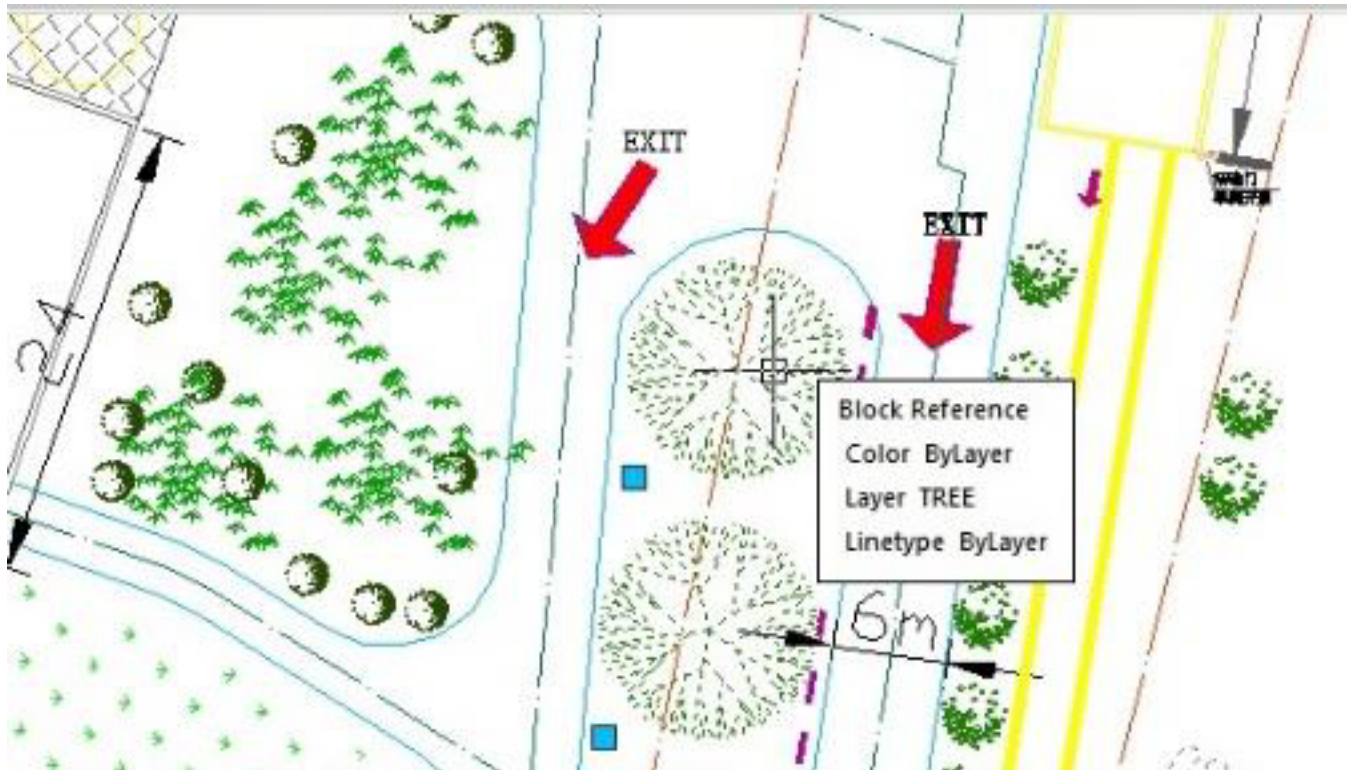 EXIT
EXIT
24
Block Reference
Color ByLayer
Layer TREE
Linetype ByLayer
6m